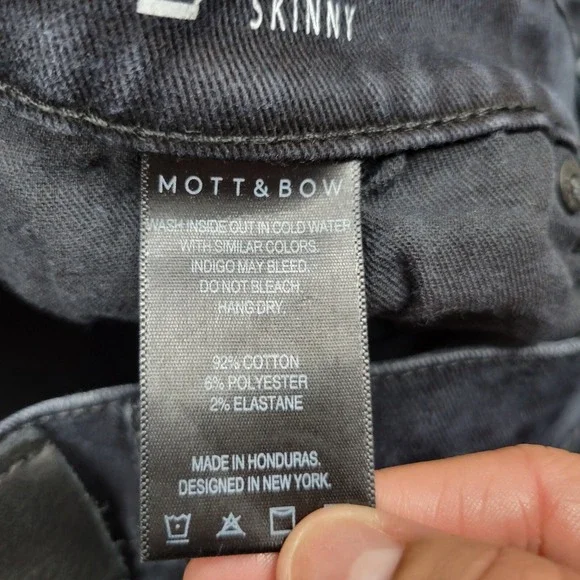 SKINNY
MOTT & BOW
WASH INSIDE OUT IN COLD WATER
WITH SIMILAR COLORS.
INDIGO MAY BLEED.
DO NOT BLEACH
HANG DRY.
92% COTTON
6% POLYESTER
2% ELASTANE
MADE IN HONDURAS.
DESIGNED IN NEW YORK.